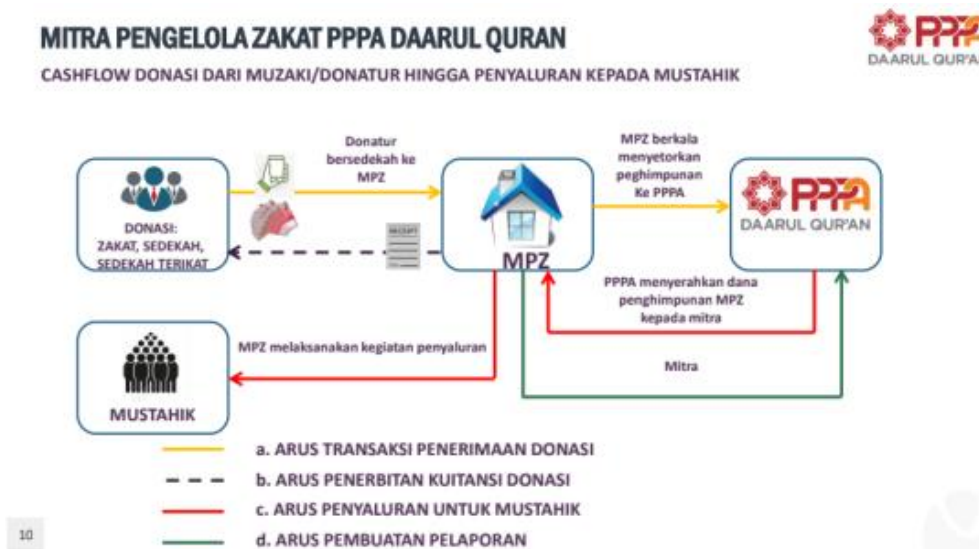 MITRA PENGELOLA ZAKAT PPPA DAARUL QURAN
CASHFLOW DONASI DARI MUZAKI/DONATUR HINGGA PENYALURAN KEPADA MUSTAHIK
PPPA
DAARUL QUR'A
Donatur
bersedekah ke
MPZ
MPZ berkala
menyetorkan
peghimpunan
Ke PPPA
DONASI:
ZAKAT, SEDEKAH,
SEDEKAH TERIKAT
RECEIPT
MPZ
PPPA
DAARUL QUR'AN
PPPA menyerahkan dana
penghimpunan MPZ
kepada mitra
MPZ melaksanakan kegiatan penyaluran
Mitra
MUSTAHIK
a. ARUS TRANSAKSI PENERIMAAN DONASI
b. ARUS PENERBITAN KUITANSI DONASI
c. ARUS PENYALURAN UNTUK MUSTAHIK
d. ARUS PEMBUATAN PELAPORAN
10